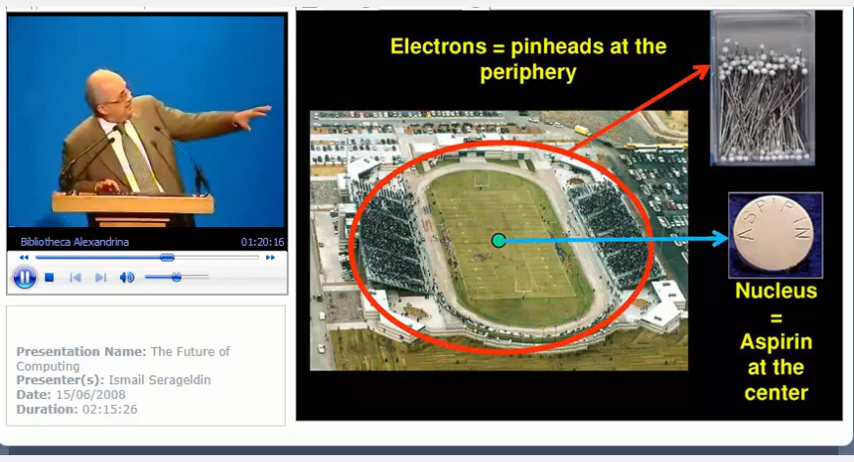 Electrons = pinheads at the
periphery
ASPIRIN
Nucleus
=
Aspirin
at the
center
Bibliotheca Alexandrina
01:20:16
Presentation Name: The Future of
Computing
Presenter(s): Ismail Serageldin
Date: 15/06/2008
Duration: 02:15:26